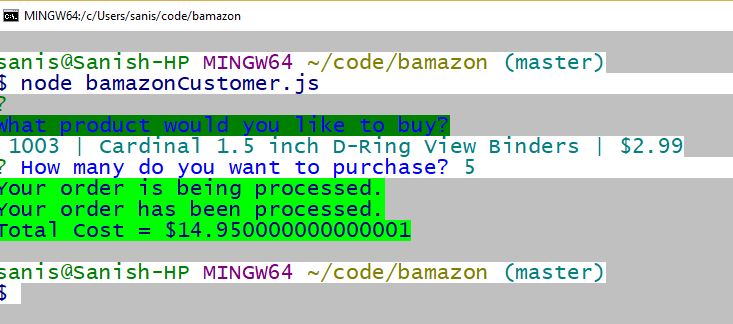 MINGW64:/c/Users/sanis/code/bamazon
sanis@Sanish-HP MINGW64 ~/code/bamazon (master)
$ node bamazonCustomer.js
?
What product would you like to buy?
1003 | Cardinal 1.5 inch D-Ring View Binders | $2.99
? How many do you want to purchase? 5
Your order is being processed.
Your order has been processed.
Total Cost = $14.950000000000001
sanis@Sanish-HP MINGW64 ~/code/bamazon (master)
$